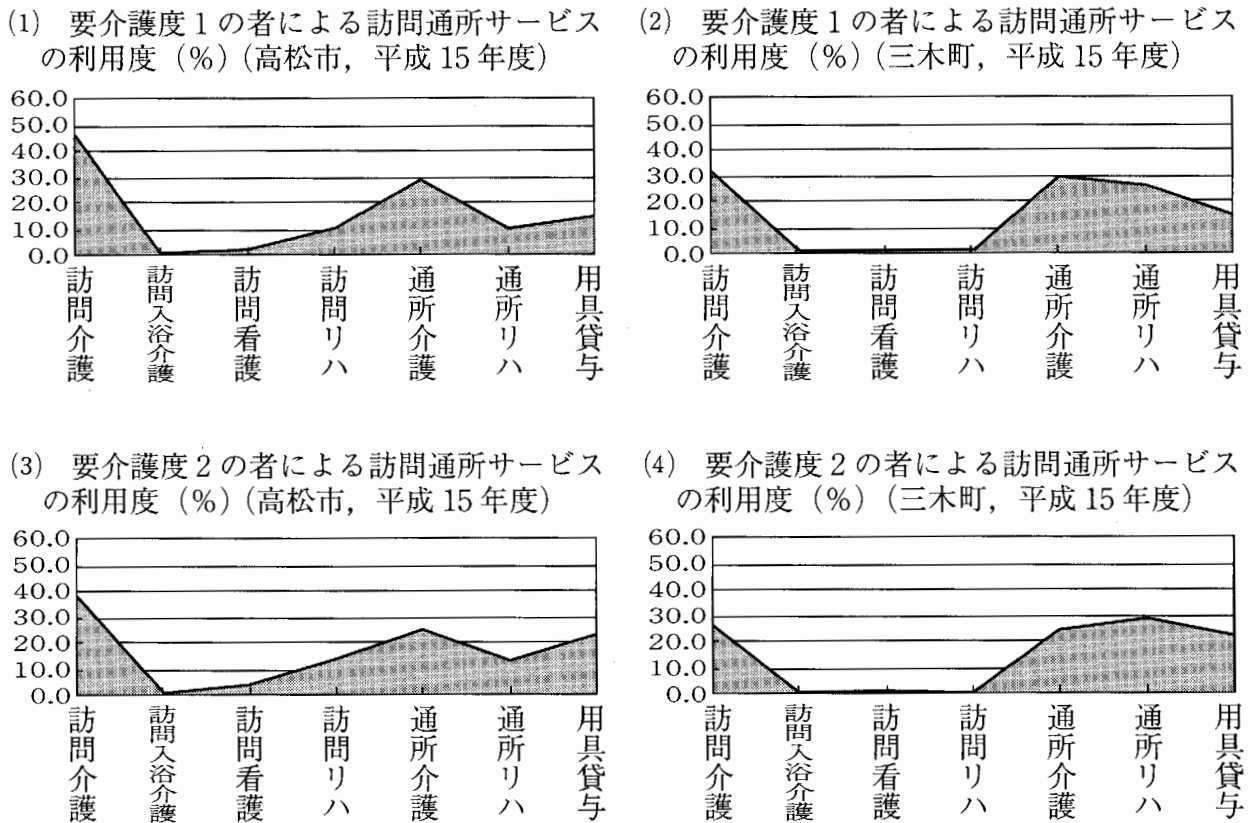 (1) 要介護度1の者による訪問通所サービス
の利用度(%)(高松市,平成15年度)
60.0
50.0
40.0
30.0
20.0
10.0
0.0
訪問介護
訪問入浴介護
訪問看護
訪問リハ
通所介護
通所リハ
用具貸与
(2) 要介護度1の者による訪問通所サービス
の利用度(%)(三木町,平成15年度)
60.0
50.0
40.0
30.0
20.0
10.0
0.0
訪問介護
訪問入浴介護
訪問看護
訪問リハ
通所介護
通所リハ
用具貸与
(3) 要介護度2の者による訪問通所サービス
の利用度(%)(高松市,平成15年度)
60.0
50.0
40.0
30.0
20.0
10.0
0.0
訪問介護
訪問入浴介護
訪問看護
訪問リハ
通所介護
通所リハ
用具貸与
(4) 要介護度2の者による訪問通所サービス
の利用度(%)(三木町,平成15年度)
60.0
50.0
40.0
30.0
20.0
10.0
0.0
訪問介護
訪問入浴介護
訪問看護
訪問リハ
通所介護
通所リハ
用具貸与